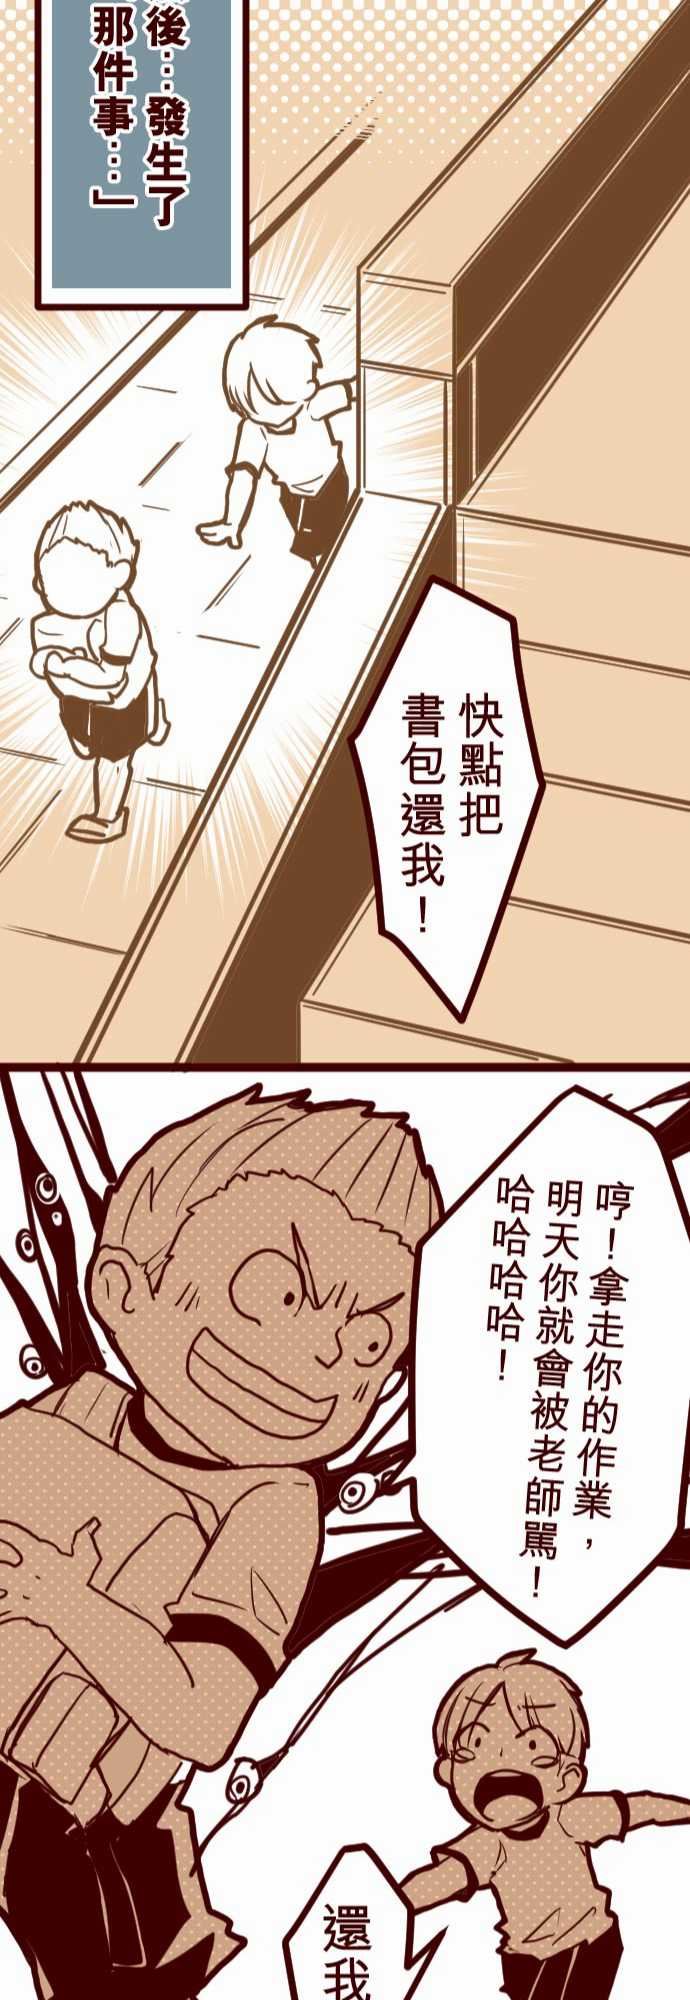 後⋯發生了
那件事⋯」
快點把
書包還我！
哼！拿走你的作業，
明天你就會被老師罵！
哈哈哈哈！
還我